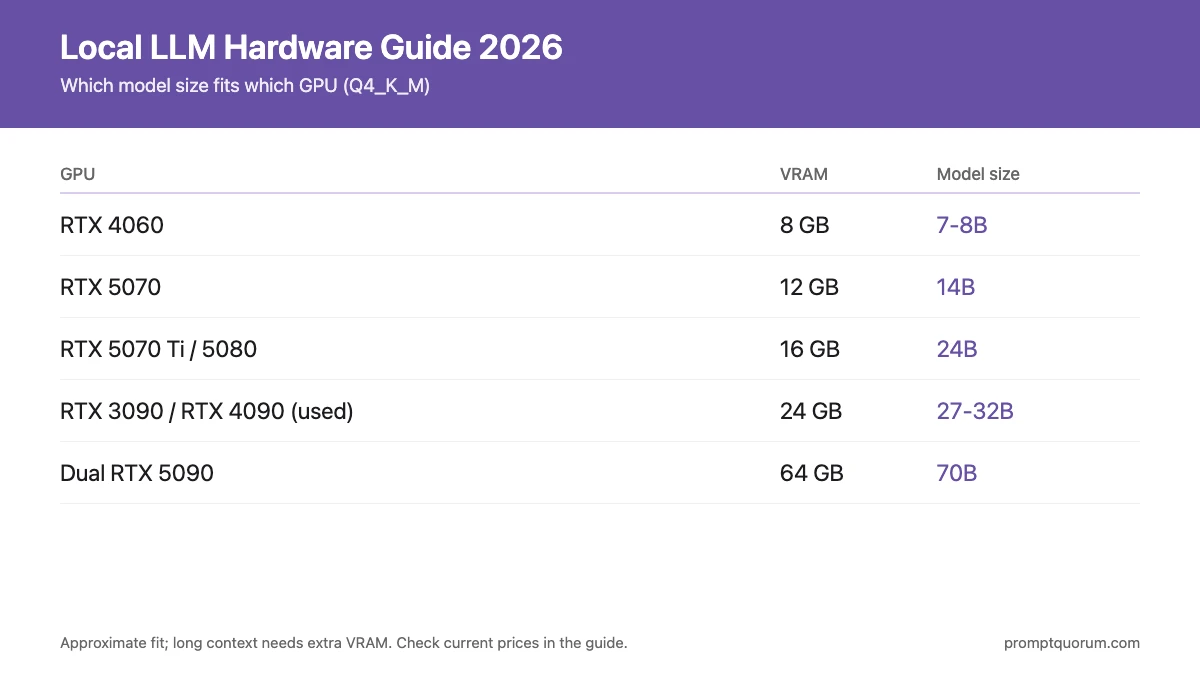 Local LLM Hardware Guide 2026
Which model size fits which GPU (Q4_K_M)
GPU VRAM Model size
RTX 4060 8 GB 7-8B
RTX 5070 12 GB 14B
RTX 5070 Ti / 5080 16 GB 24B
RTX 3090 / RTX 4090 (used) 24 GB 27-32B
Dual RTX 5090 64 GB 70B
Approximate fit; long context needs extra VRAM. Check current prices in the guide. promptquorum.com